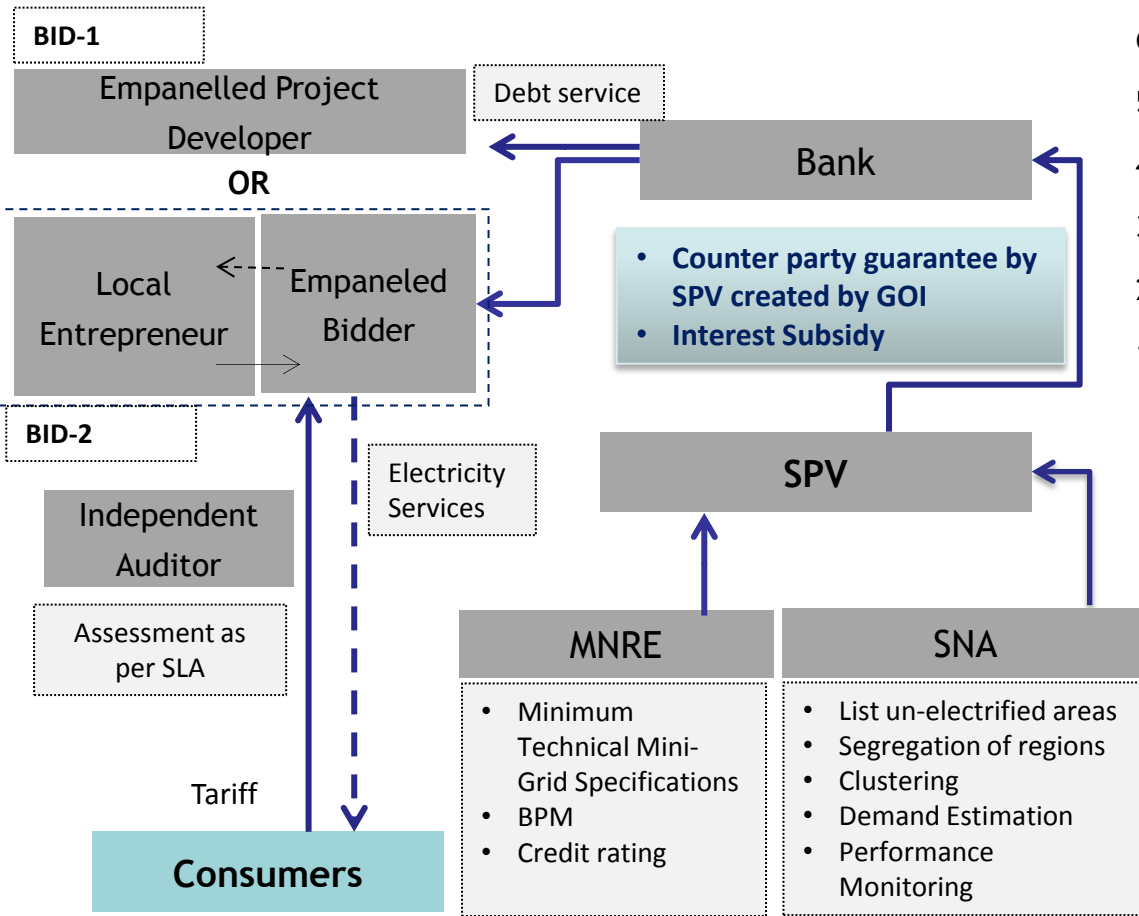 BID-1
Empanelled Project
Developer
Debt service
Bank
OR
Local
Entrepreneur
Empaneled
Bidder
• Counter party guarantee by
SPV created by GOI
• Interest Subsidy
BID-2
Electricity
Services
SPV
Independent
Auditor
Assessment as
per SLA
MNRE
SNA
• Minimum
Technical Mini-
Grid Specifications
• BPM
• Credit rating
• List un-electrified areas
• Segregation of regions
• Clustering
• Demand Estimation
• Performance
Monitoring
Tariff
Consumers